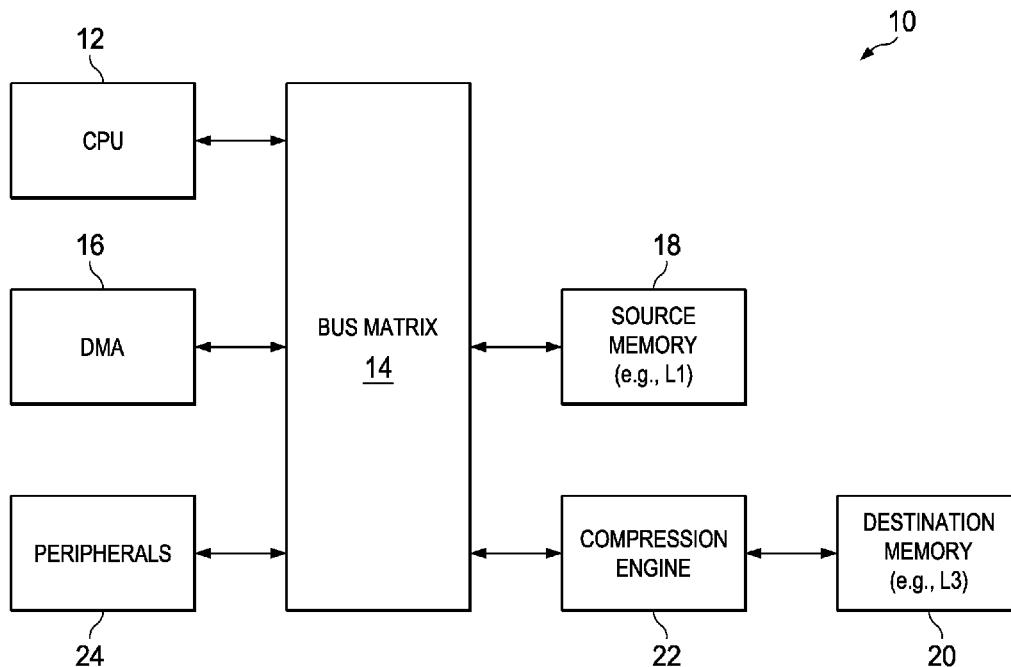 10
12
CPU
16
DMA
BUS MATRIX
14
18
SOURCE
MEMORY
(e.g., L1)
PERIPHERALS
24
COMPRESSION
ENGINE
22
DESTINATION
MEMORY
(e.g., L3)
20